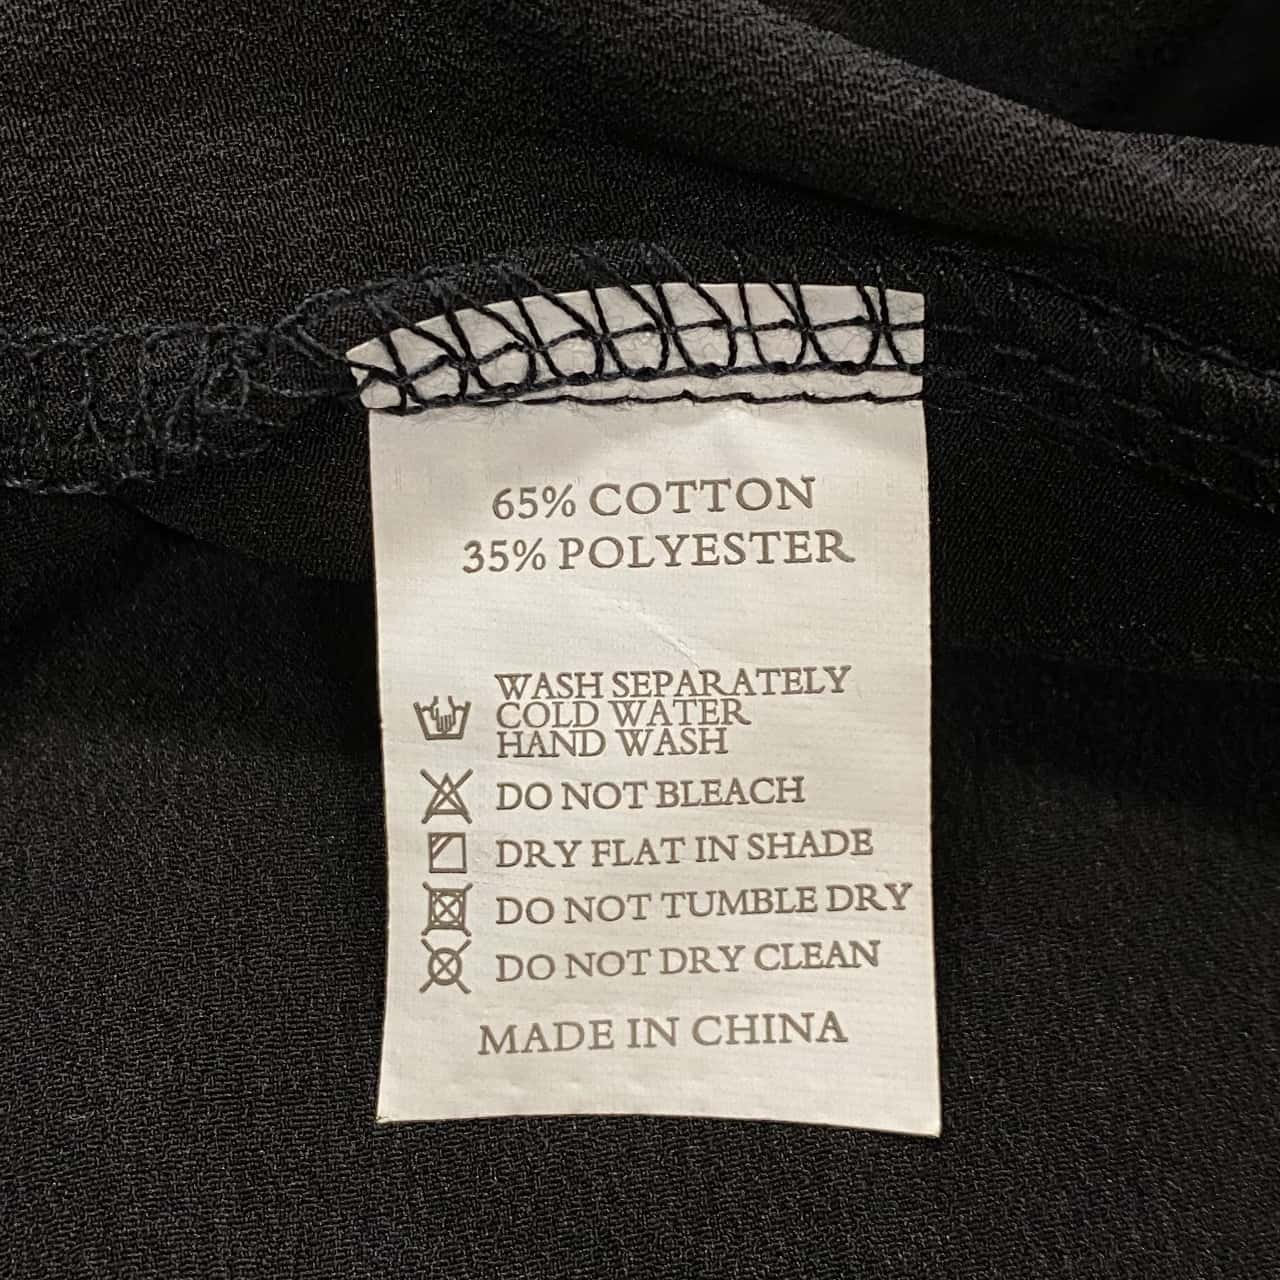 65% COTTON
35% POLYESTER
WASH SEPARATELY
COLD WATER
HAND WASH
DO NOT BLEACH
DRY FLAT IN SHADE
DO NOT TUMBLE DRY
DO NOT DRY CLEAN
MADE IN CHINA